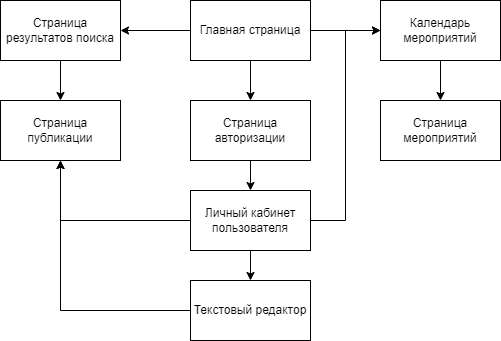 Страница
результатов поиска
Главная страница
Календарь
мероприятий
Страница
публикации
Страница
авторизации
Страница
мероприятий
Личный кабинет
пользователя
Текстовый редактор